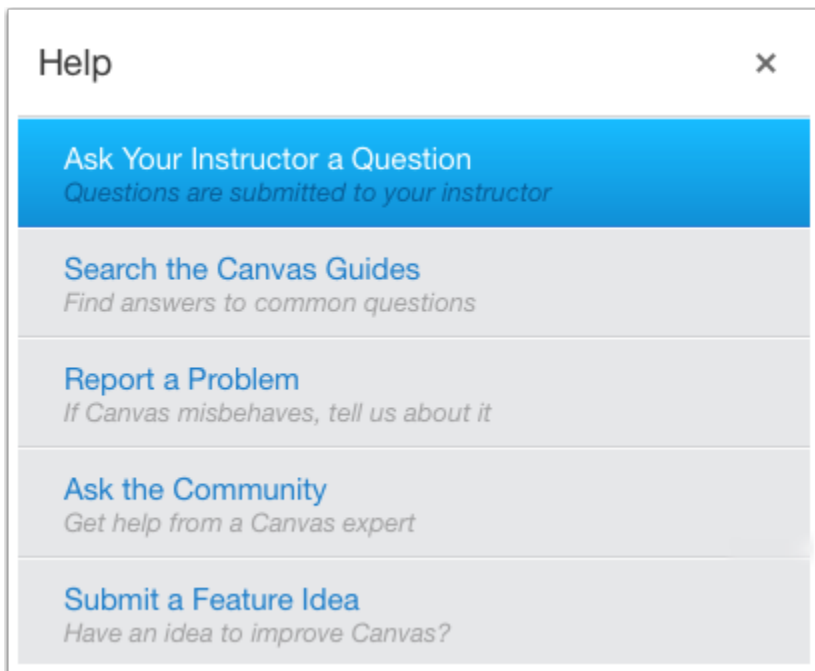 Help ×
Ask Your Instructor a Question
Questions are submitted to your instructor
Search the Canvas Guides
Find answers to common questions
Report a Problem
If Canvas misbehaves, tell us about it
Ask the Community
Get help from a Canvas expert
Submit a Feature Idea
Have an idea to improve Canvas?